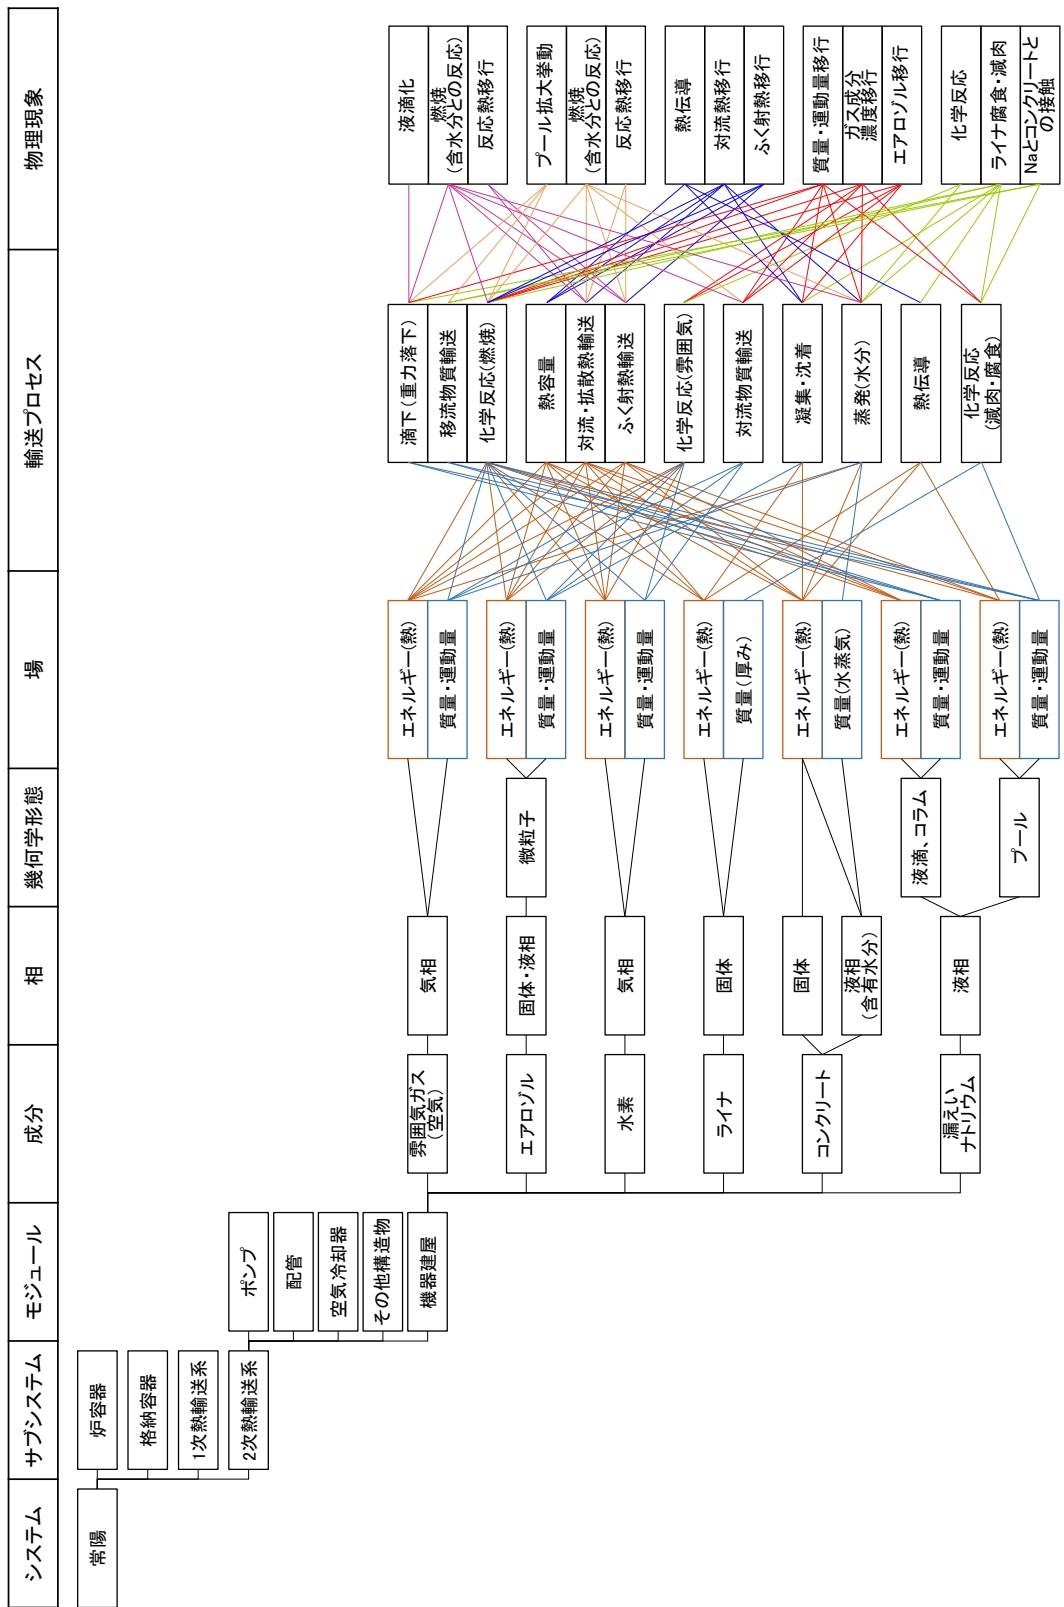 システム
サブシステム
モジュール
成分
相
幾何学形態
場
輸送プロセス
物理現象
常陽
炉容器
格納容器
1次熱輸送系
2次熱輸送系
ポンプ
配管
空気冷却器
その他構造物
機器建屋
雰囲気ガス
(空気)
エアロゾル
水素
ライナ
コンクリート
漏えい
ナトリウム
気相
固体・液相
気相
固体
固体
液相
(含有水分)
液相
微粒子
液滴、コラム
プール
エネルギー(熱)
質量・運動量
エネルギー(熱)
質量・運動量
エネルギー(熱)
質量・運動量
エネルギー(熱)
質量(厚み)
エネルギー(熱)
質量(水蒸気)
エネルギー(熱)
質量・運動量
エネルギー(熱)
質量・運動量
滴下(重力落下)
移流物質輸送
化学反応(燃焼)
熱容量
対流・拡散熱輸送
ふく射熱輸送
化学反応(雰囲気)
対流物質輸送
凝集・沈着
蒸発(水分)
熱伝導
化学反応
(減肉・腐食)
液滴化
燃焼
(含水分との反応)
反応熱移行
プール拡大挙動
燃焼
(含水分との反応)
反応熱移行
熱伝導
対流熱移行
ふく射熱移行
質量・運動量移行
ガス成分
濃度移行
エアロゾル移行
化学反応
ライナ腐食・減肉
Naとコンクリートと
の接触